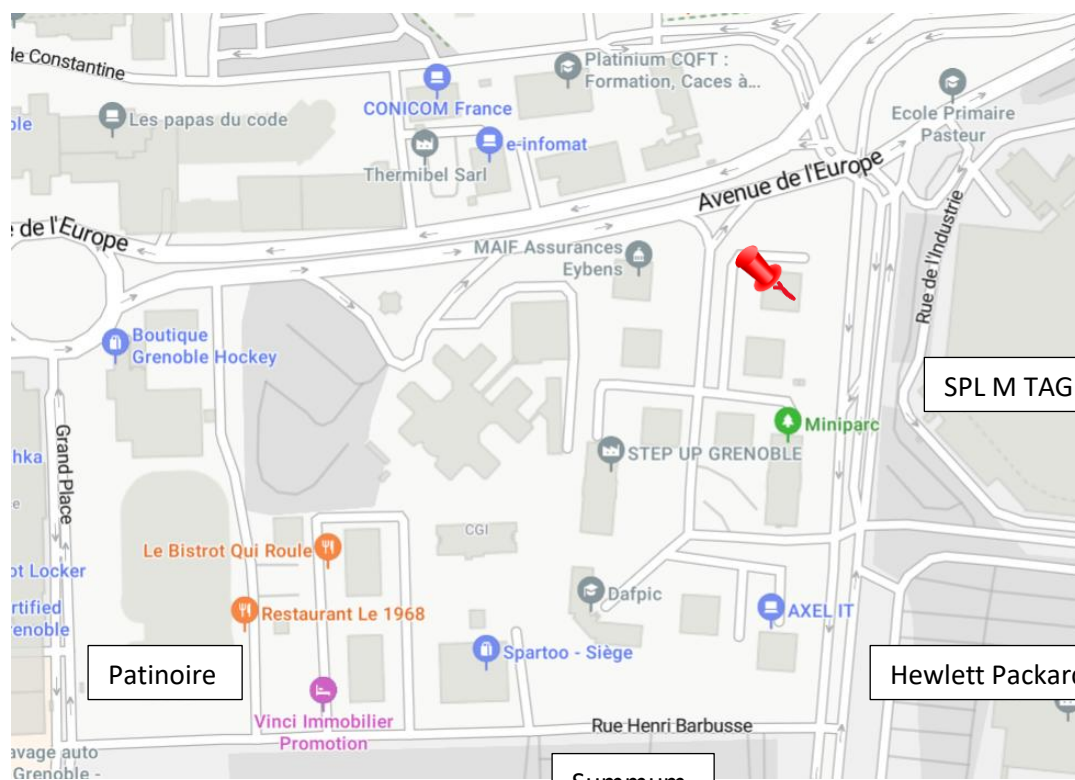 de Constantine
Platinium CQFT :
Formation, Caces à...
CONICOM France
Les papas du code
e-infomat
Thermibel Sarl
Ecole Primaire
Pasteur
Avenue de l'Europe
de l'Europe
MAIF Assurances
Eybens
Rue de l'Industrie
Boutique
Grenoble Hockey
SPL M TAG
Miniparc
Grand Place
STEP UP GRENOBLE
CGI
Le Bistrot Qui Roule
Restaurant Le 1968
Dafpic
AXEL IT
Spartoo - Siège
Patinoire
Hewlett Packard
Vinci Immobilier
Promotion
Rue Henri Barbusse
Grenoble -
Summum